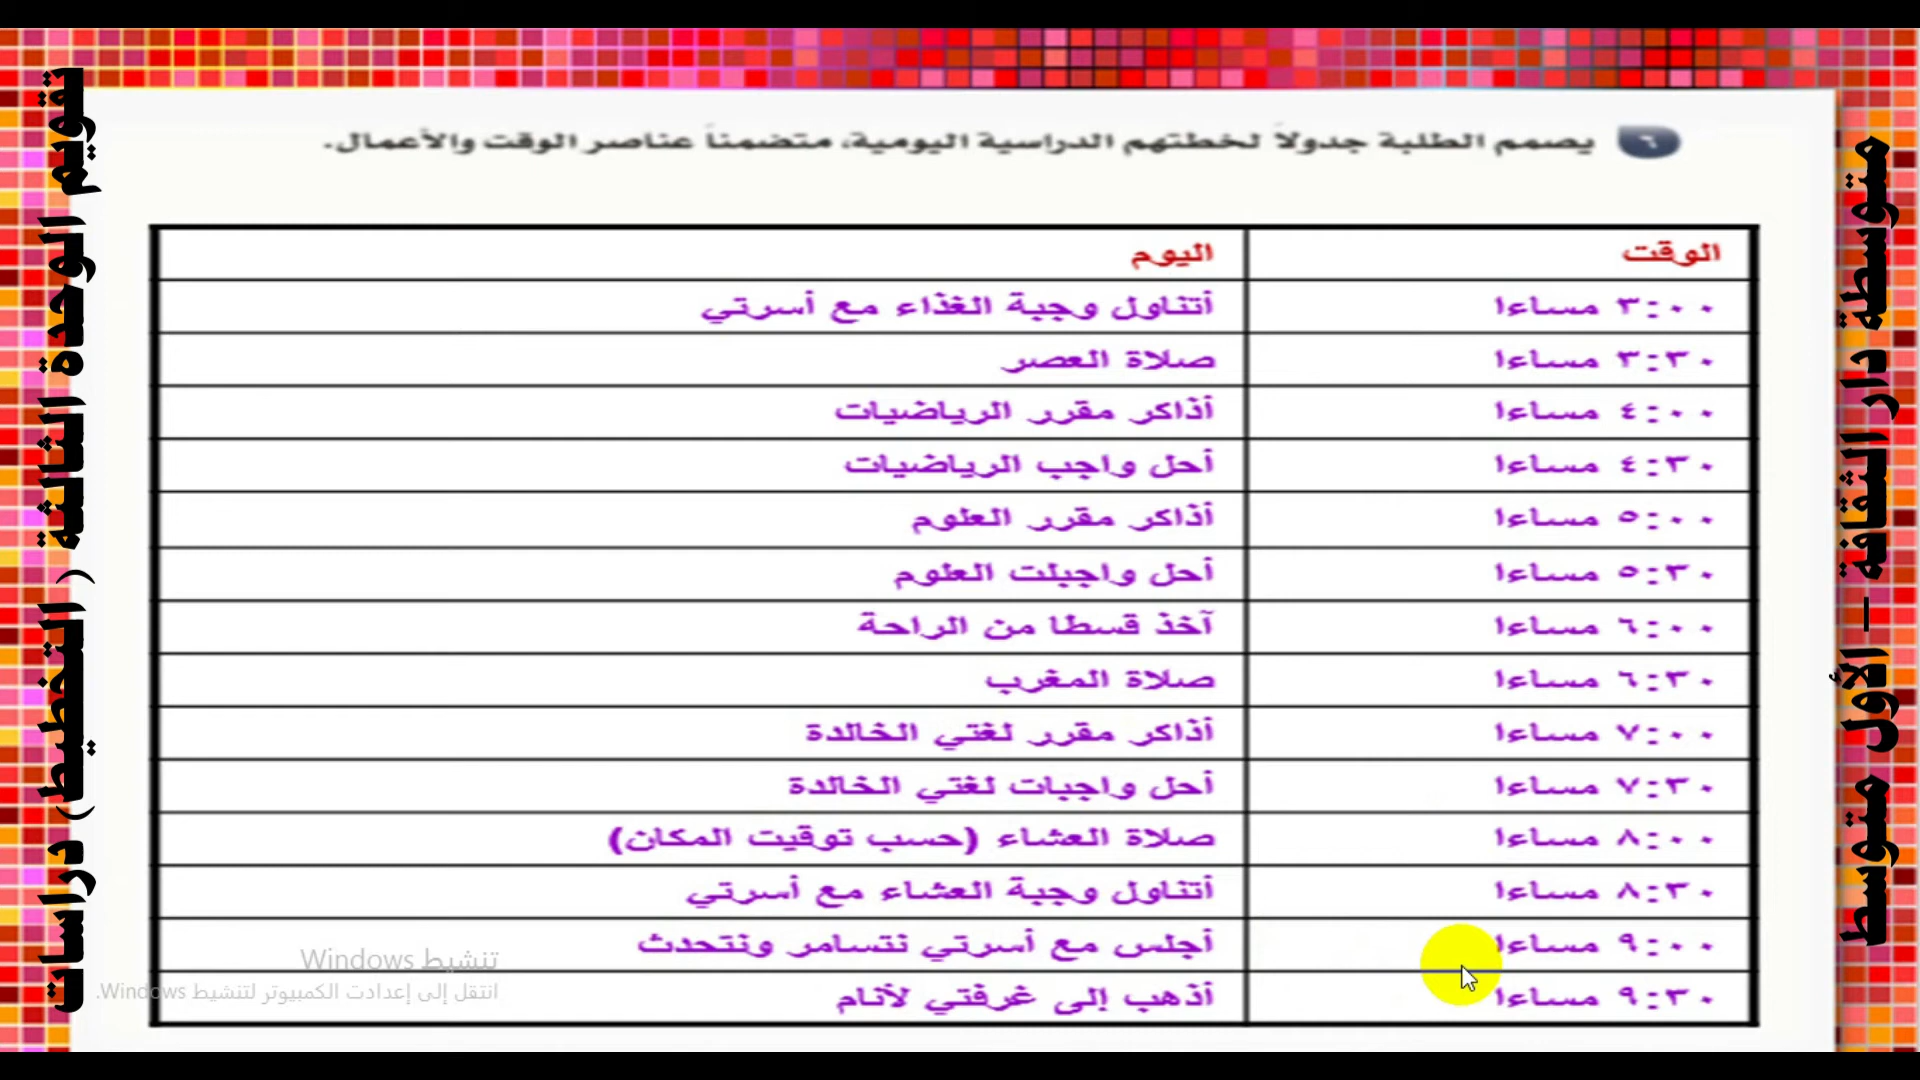 ٦ يصمم الطلبة جدولاً لخطتهم الدراسية اليومية، متضمناً عناصر الوقت والأعمال.
الوقت اليوم
٣:٠٠ مساءا أتناول وجبة الغذاء مع أسرتي
٣:٣٠ مساءا صلاة العصر
٤:٠٠ مساءا أذاكر مقرر الرياضيات
٤:٣٠ مساءا أحل واجب الرياضيات
٥:٠٠ مساءا أذاكر مقرر العلوم
٥:٣٠ مساءا أحل واجبلت العلوم
٦:٠٠ مساءا آخذ قسطا من الراحة
٦:٣٠ مساءا صلاة المغرب
٧:٠٠ مساءا أذاكر مقرر لغتي الخالدة
٧:٣٠ مساءا أحل واجبات لغتي الخالدة
٨:٠٠ مساءا صلاة العشاء (حسب توقيت المكان)
٨:٣٠ مساءا أتناول وجبة العشاء مع أسرتي
٩:٠٠ مساءا أجلس مع أسرتي نتسامر ونتحدث
٩:٣٠ مساءا أذهب إلى غرفتي لأنام
متوسطة دار الثقافة – الأول متوسط
تقويم الوحدة الثالثة ( التخطيط) دراسات
تنشيط Windows
انتقل إلى إعدادت الكمبيوتر لتنشيط Windows.